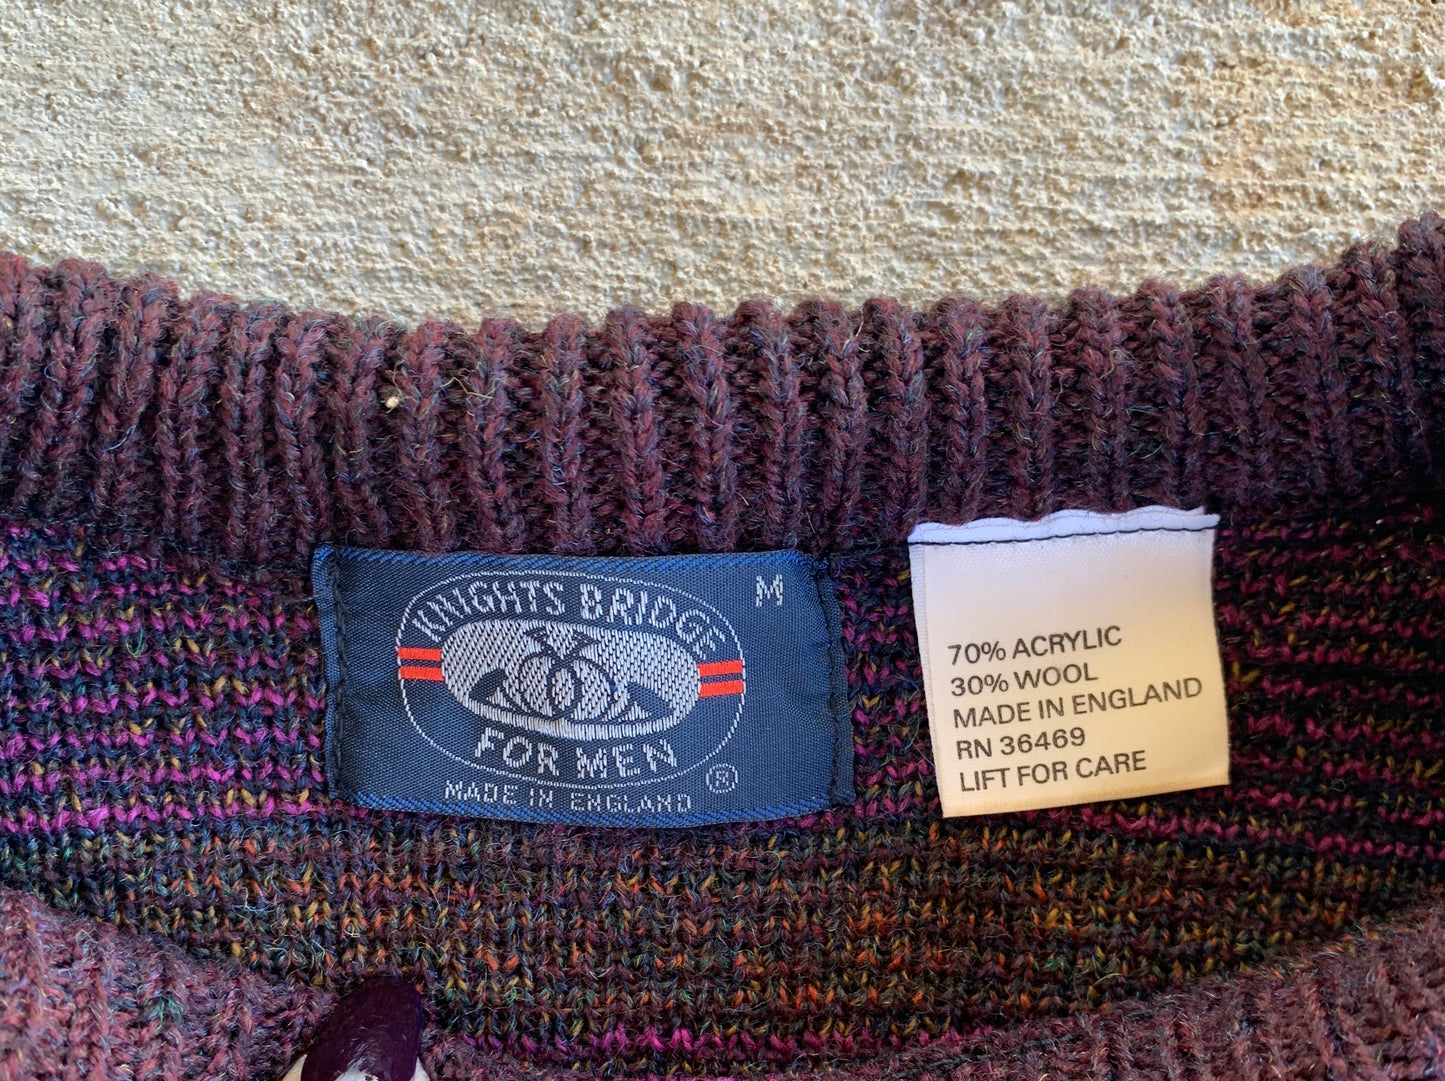 KNIGHTS BRIDGE
M
FOR MEN
®
MADE IN ENGLAND
70% ACRYLIC
30% WOOL
MADE IN ENGLAND
RN 36469
LIFT FOR CARE